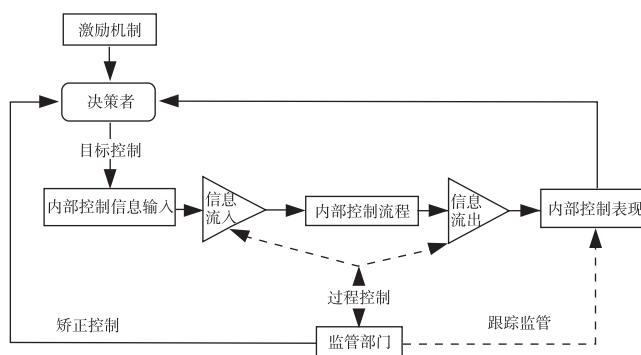 激励机制
决策者
目标控制
内部控制信息输入
信息
流入
内部控制流程
信息
流出
内部控制表现
过程控制
矫正控制
监管部门
跟踪监管